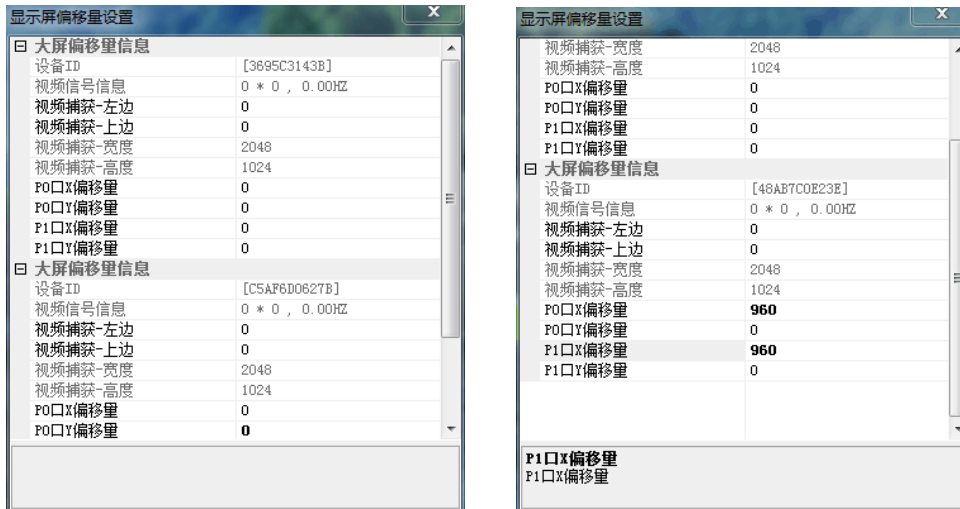 显示屏偏移量设置
大屏偏移量信息
设备ID [3695C3143B]
视频信号信息 0 * 0 , 0.00HZ
视频捕获-左边 0
视频捕获-上边 0
视频捕获-宽度 2048
视频捕获-高度 1024
P0口X偏移量 0
P0口Y偏移量 0
P1口X偏移量 0
P1口Y偏移量 0
大屏偏移量信息
设备ID [C5AF6D0627B]
视频信号信息 0 * 0 , 0.00HZ
视频捕获-左边 0
视频捕获-上边 0
视频捕获-宽度 2048
视频捕获-高度 1024
P0口X偏移量 0
P0口Y偏移量 0
显示屏偏移量设置
视频捕获-宽度 2048
视频捕获-高度 1024
P0口X偏移量 0
P0口Y偏移量 0
P1口X偏移量 0
P1口Y偏移量 0
大屏偏移量信息
设备ID [48AB7C0E23E]
视频信号信息 0 * 0 , 0.00HZ
视频捕获-左边 0
视频捕获-上边 0
视频捕获-宽度 2048
视频捕获-高度 1024
P0口X偏移量 960
P0口Y偏移量 0
P1口X偏移量 960
P1口Y偏移量 0
P1口X偏移量
P1口X偏移量